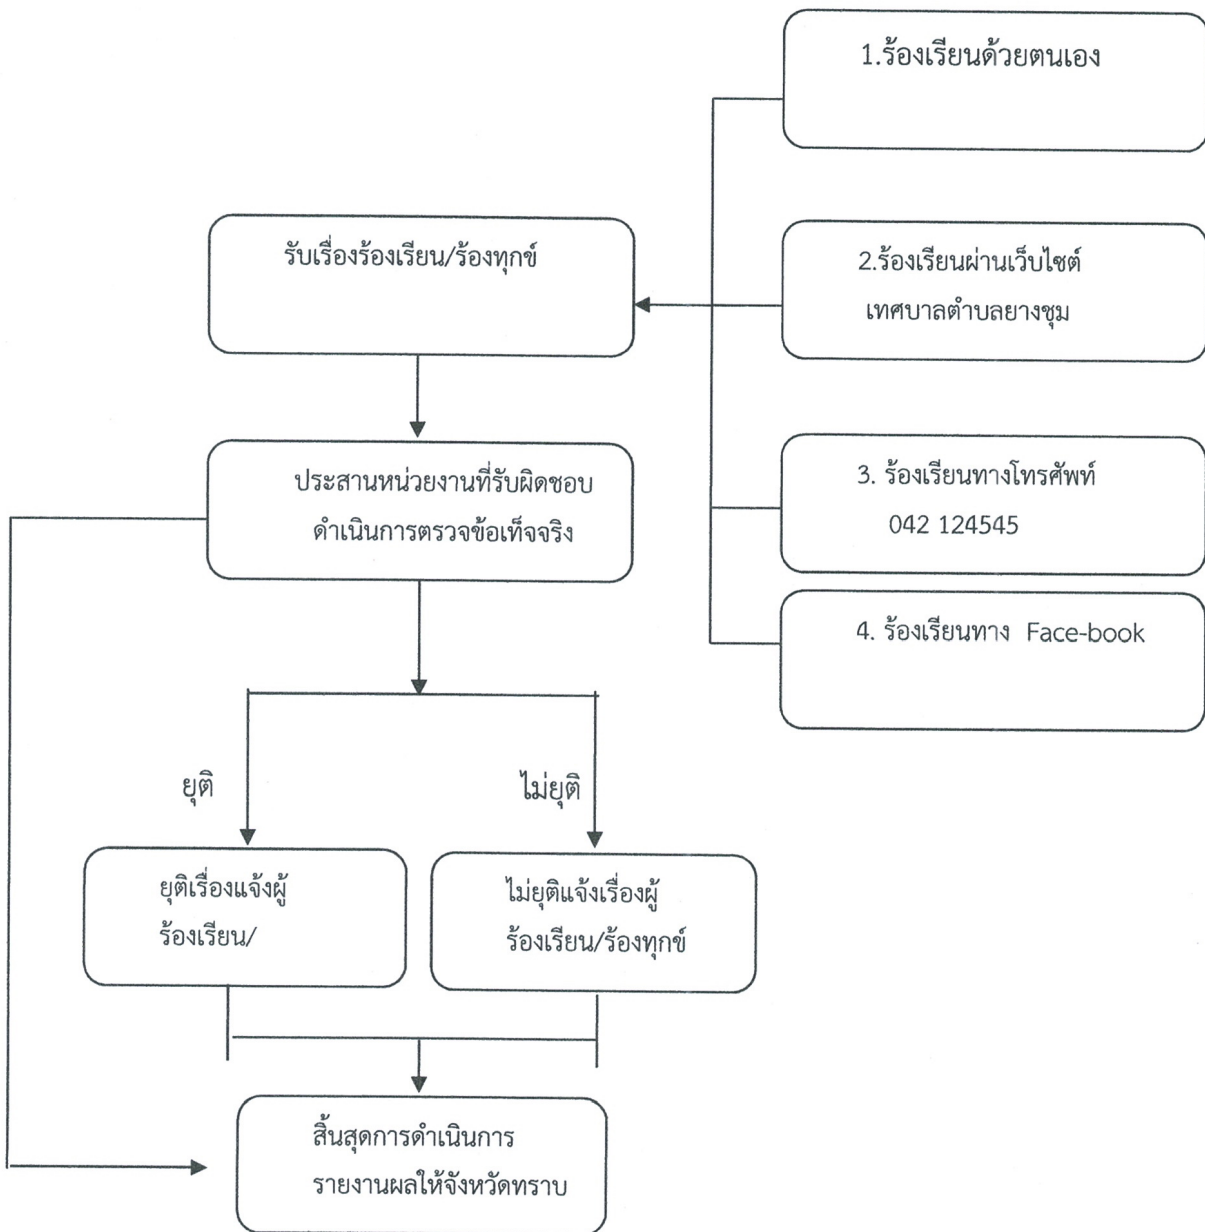 1.ร้องเรียนด้วยตนเอง
รับเรื่องร้องเรียน/ร้องทุกข์
2.ร้องเรียนผ่านเว็บไซต์
เทศบาลตำบลยางชุม
ประสานหน่วยงานที่รับผิดชอบ
ดำเนินการตรวจข้อเท็จจริง
3. ร้องเรียนทางโทรศัพท์
042 124545
4. ร้องเรียนทาง Face-book
ยุติ
ไม่ยุติ
ยุติเรื่องแจ้งผู้
ร้องเรียน/
ไม่ยุติแจ้งเรื่องผู้
ร้องเรียน/ร้องทุกข์
สิ้นสุดการดำเนินการ
รายงานผลให้จังหวัดทราบ